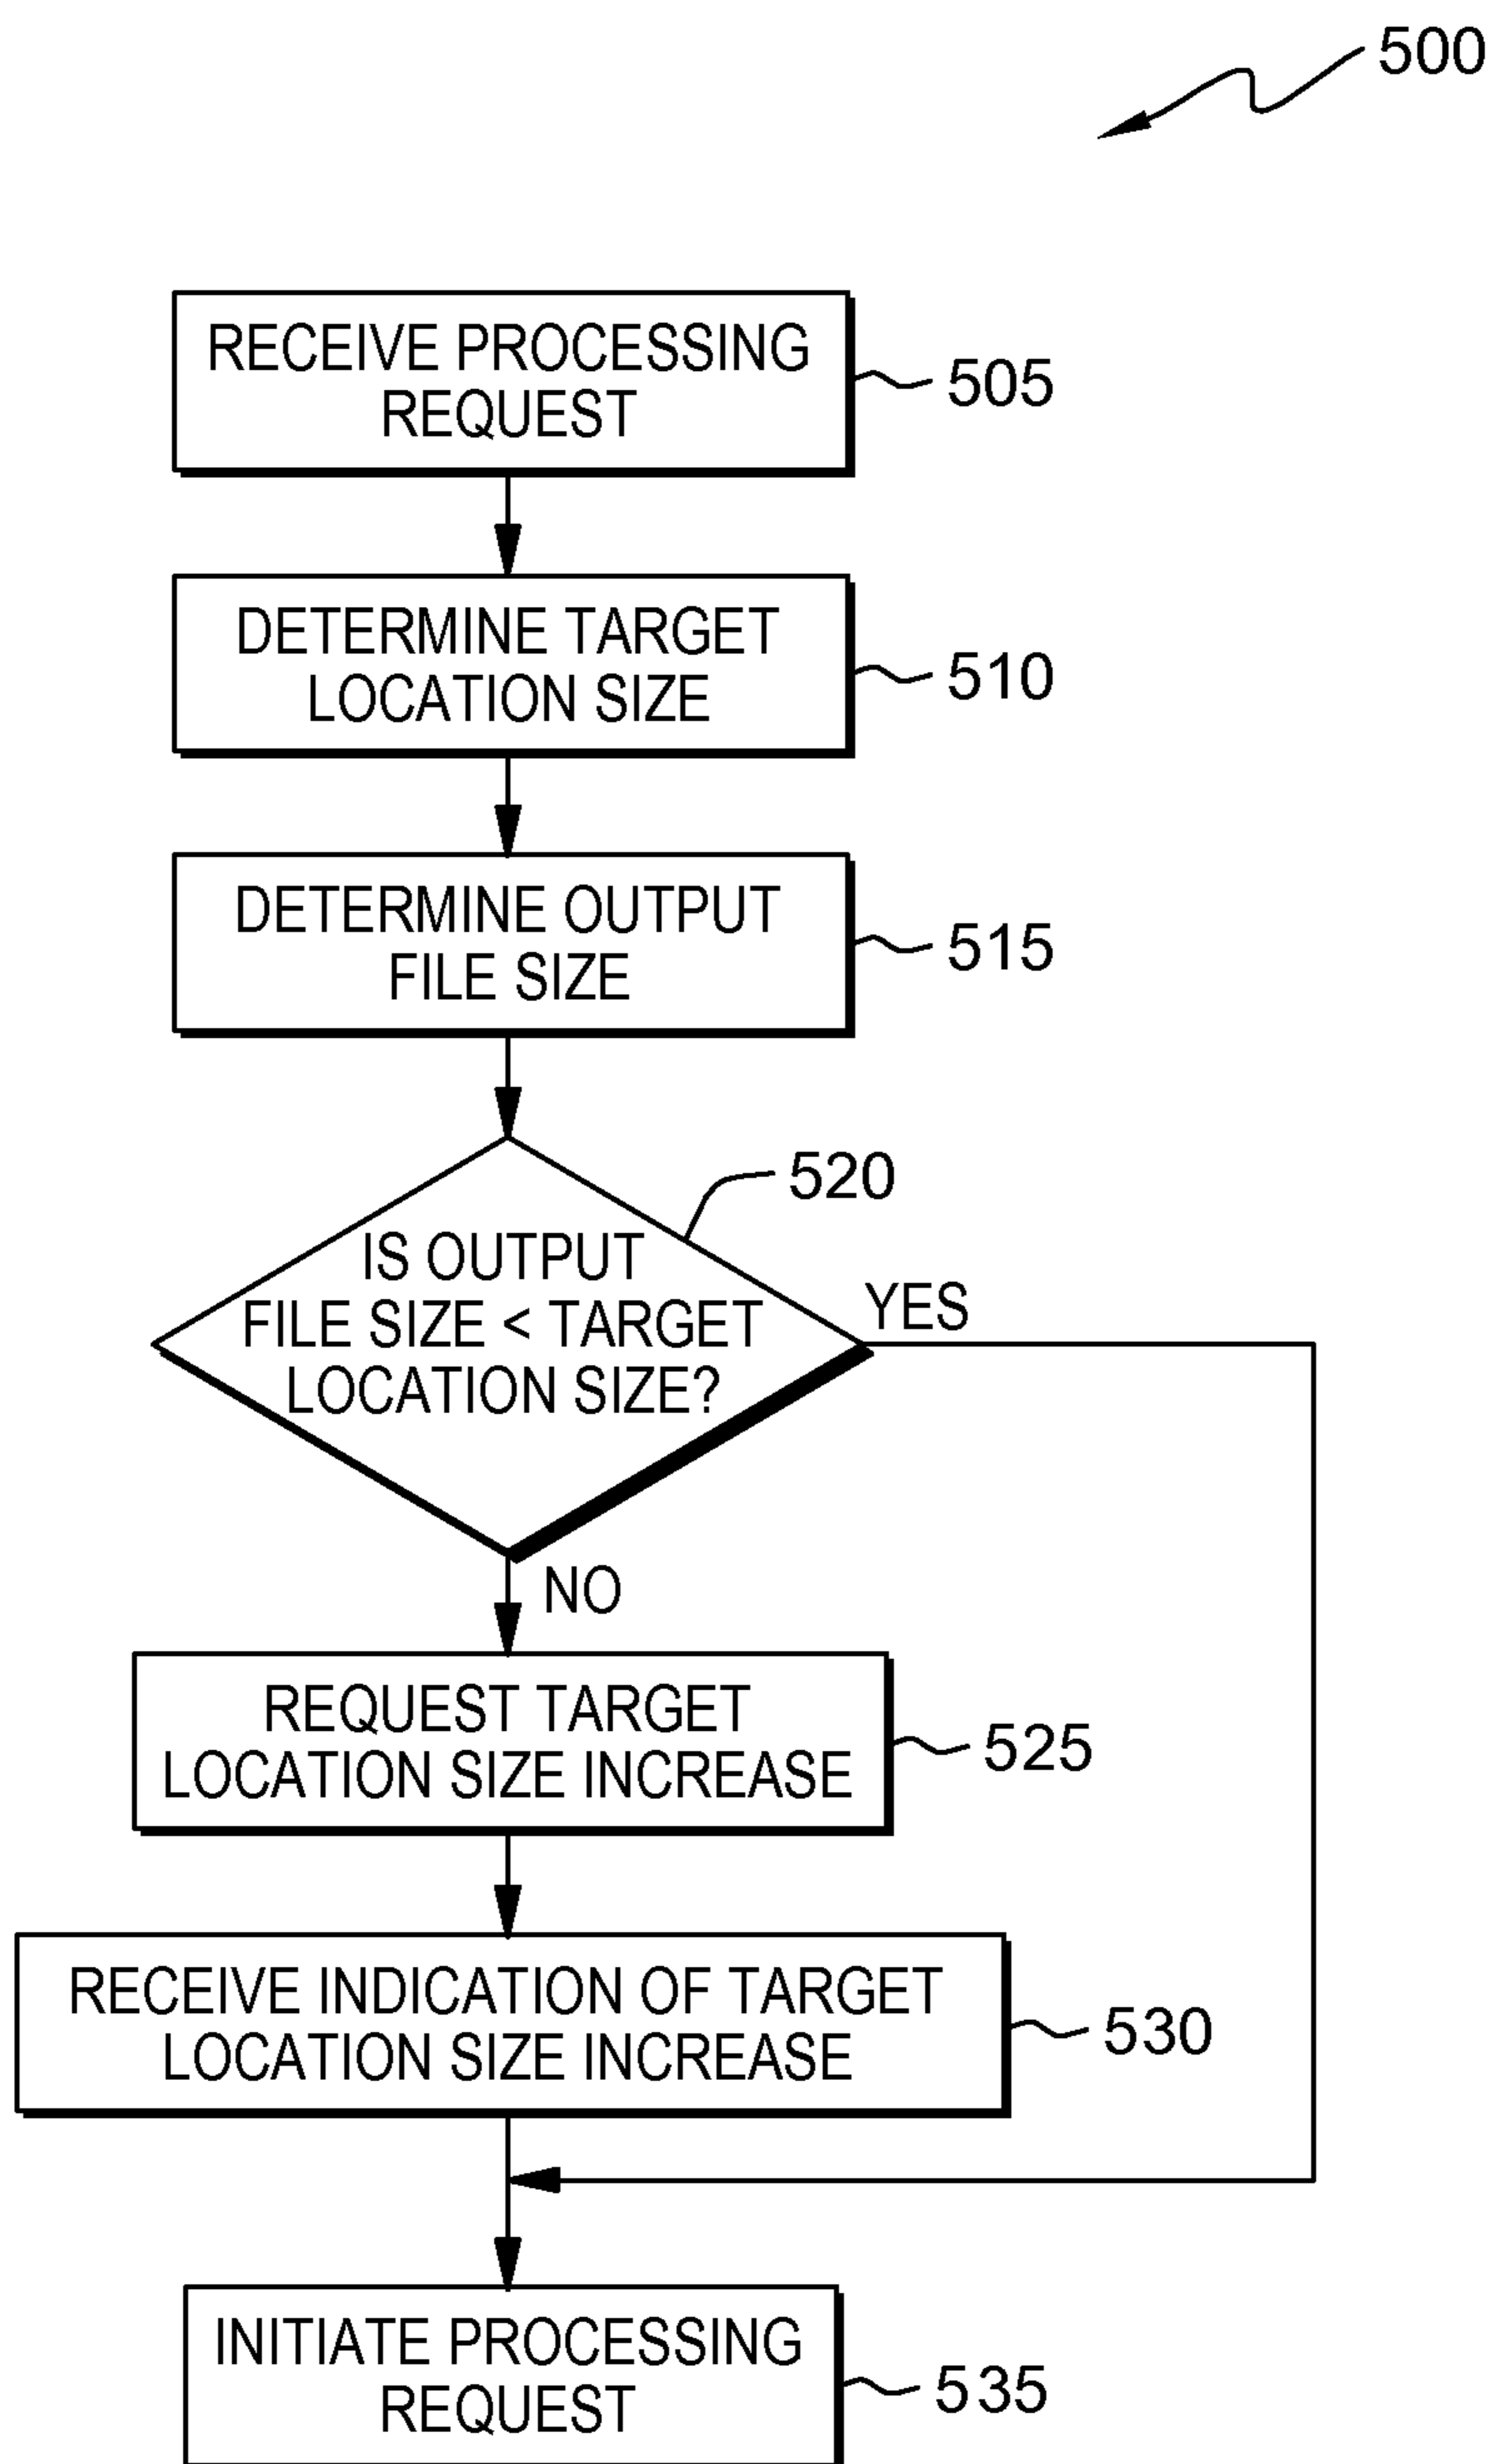 500
RECEIVE PROCESSING
REQUEST
505
DETERMINE TARGET
LOCATION SIZE
510
DETERMINE OUTPUT
FILE SIZE
515
520
IS OUTPUT
FILE SIZE < TARGET
LOCATION SIZE?
YES
NO
REQUEST TARGET
LOCATION SIZE INCREASE
525
RECEIVE INDICATION OF TARGET
LOCATION SIZE INCREASE
530
INITIATE PROCESSING
REQUEST
535